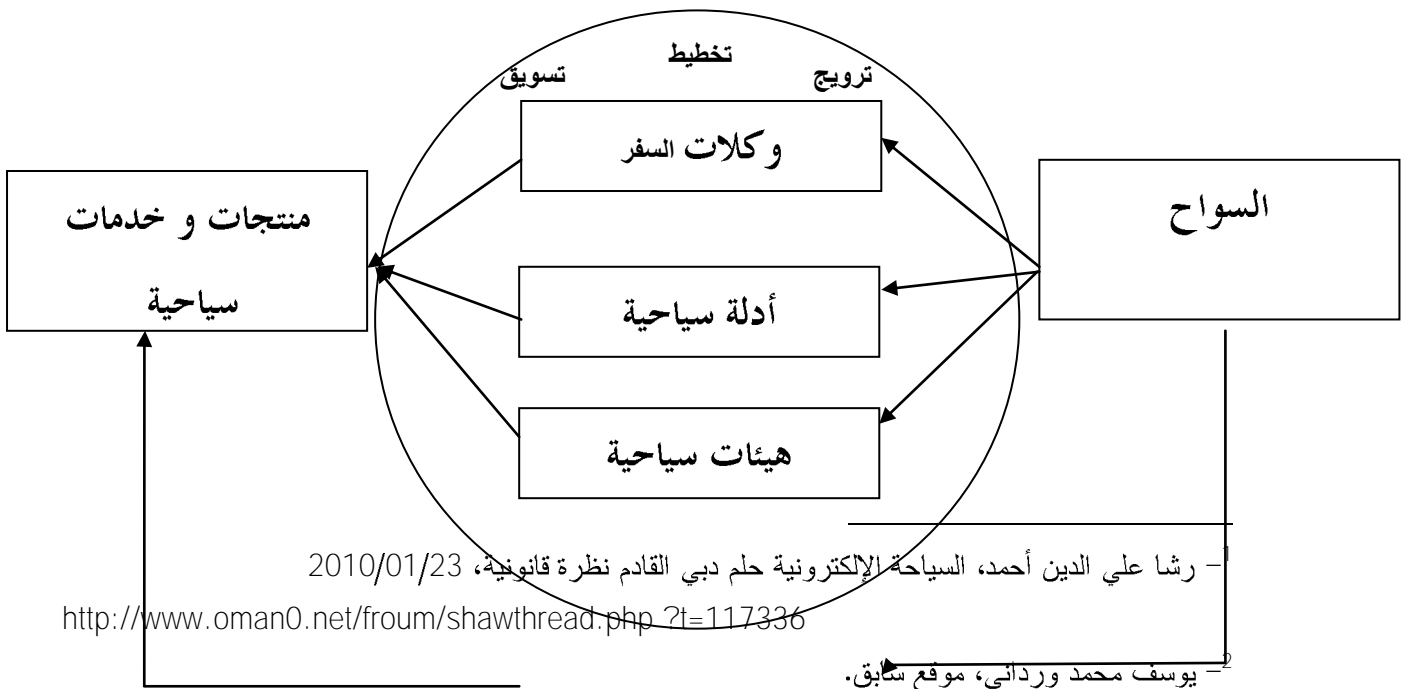 تخطيط
ترويج
تسويق
وكلات السفر
السواح
منتجات و خدمات
سياحية
أدلة سياحية
هيئات سياحية
1- رشا علي الدين أحمد، السياحة الإلكترونية حلم دبي القادم نظرة قانونية، 2010/01/23
http://www.oman0.net/froum/shawthread.php ?t=117336
2- يوسف محمد ورداني، موقع سابق.